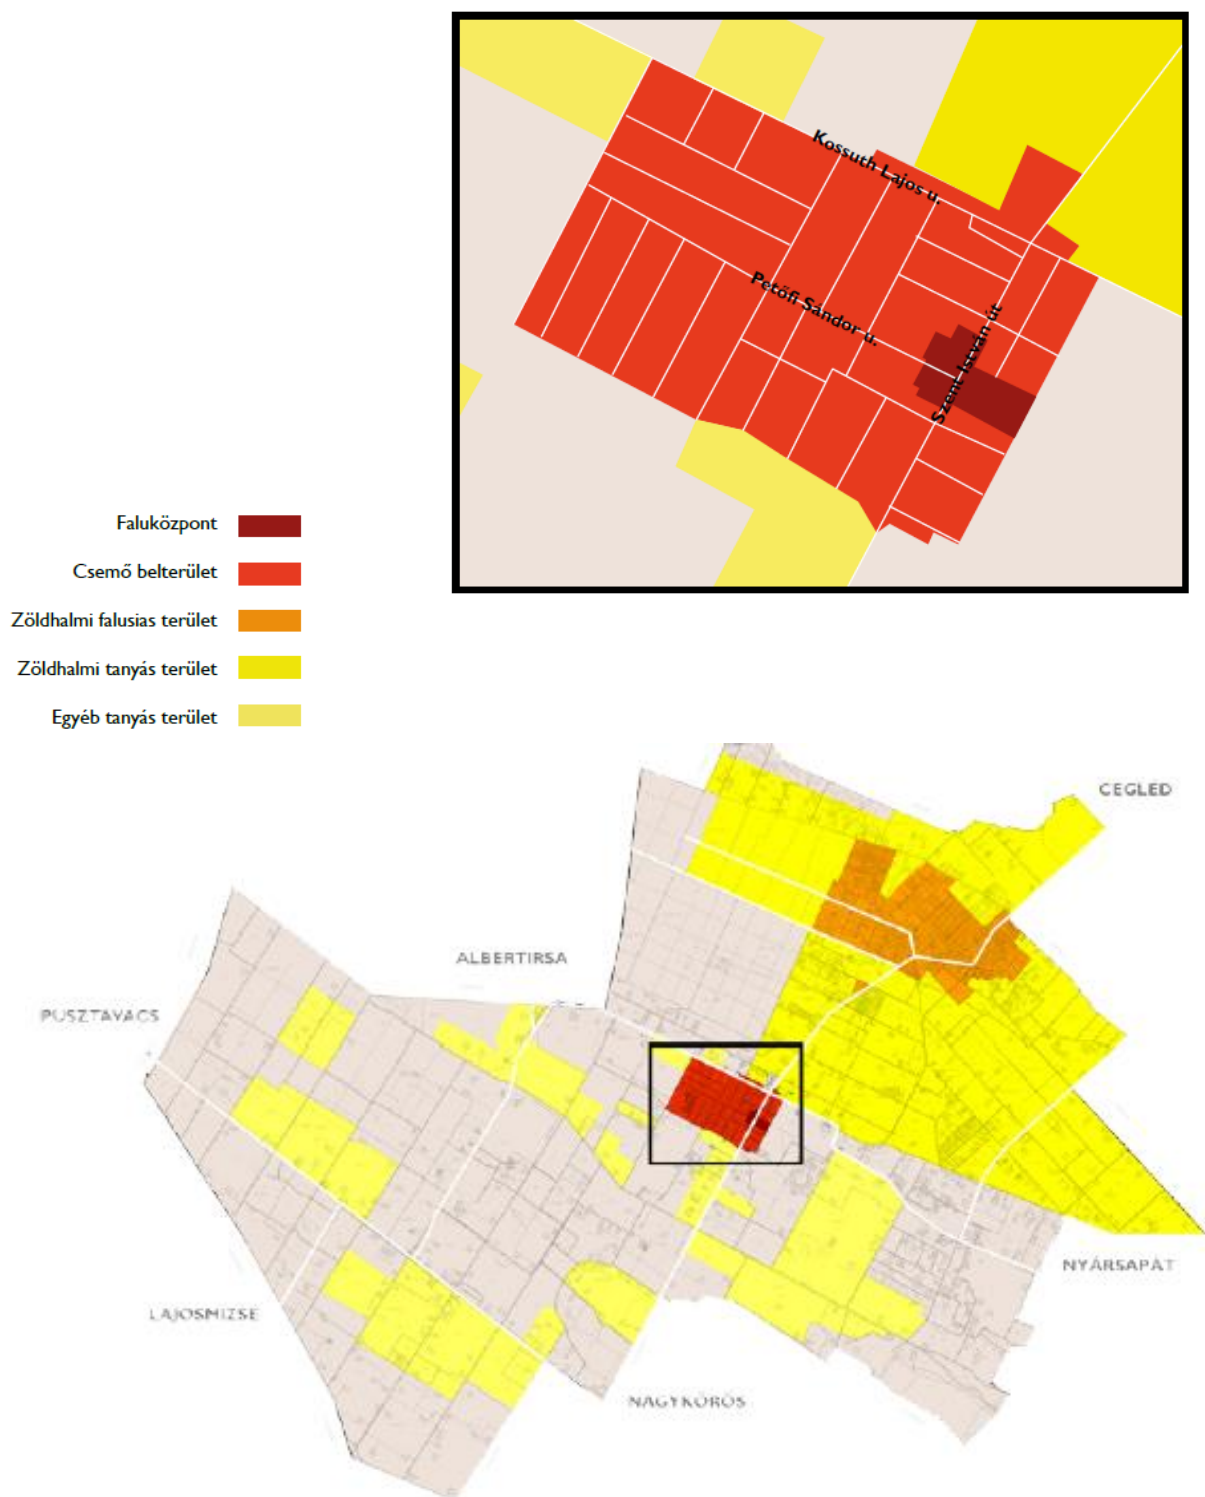 Kossuth Lajos u.
Petőfi Sándor u.
Szent István út
Faluközpont
Csemő belterület
Zöldhalmi falusias terület
Zöldhalmi tanyás terület
Egyéb tanyás terület
CEGLÉD
ALBERTIRSA
PUSZTAVACS
NYÁRSAPÁT
LAJOSMIZSE
NAGYKŐRÖS